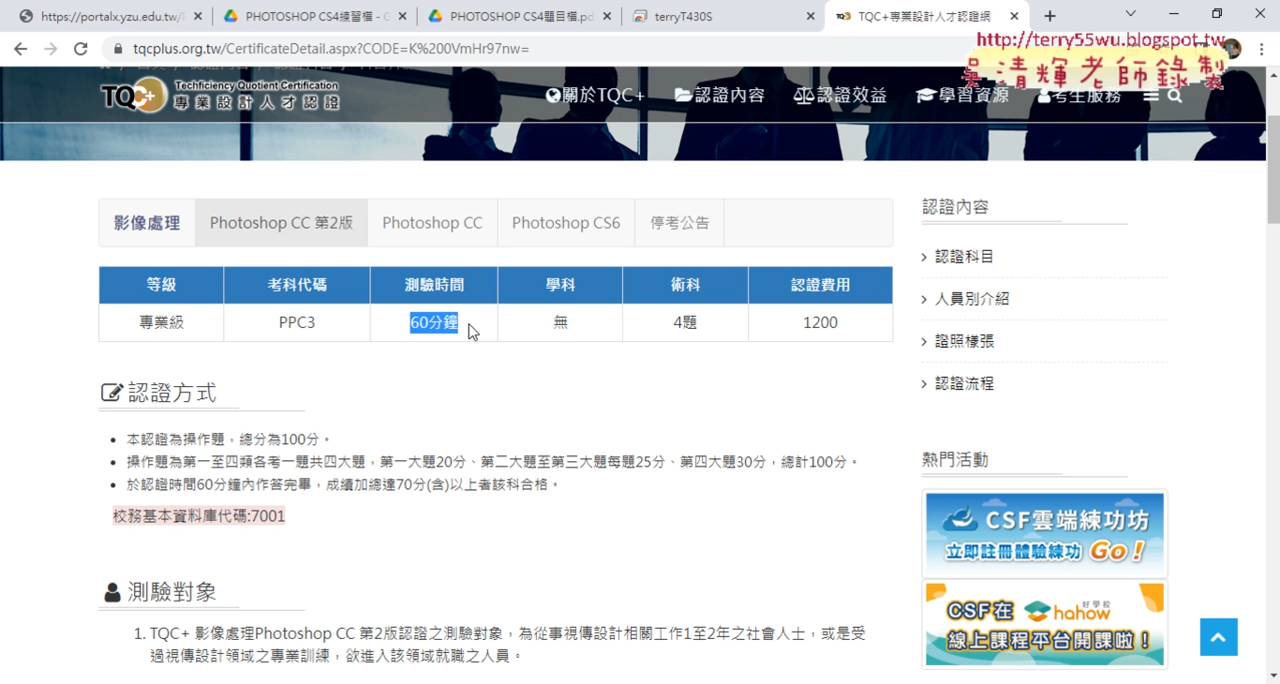 https://portalx.yzu.edu.tw/
PHOTOSHOP CS4練習檔 - G
PHOTOSHOP CS4題目檔.pd
terryT430S
TQC+專業設計人才認證網
tqcplus.org.tw/CertificateDetail.aspx?CODE=K%200VmHr97nw=
http://terry55wu.blogspot.tw
吳清輝老師錄製
TQC+
Techficiency Quotient Certification
專業設計人才認證
關於TQC+
認證內容
認證效益
學習資源
考生服務
影像處理
Photoshop CC 第2版
Photoshop CC
Photoshop CS6
停考公告
等級 考科代碼 測驗時間 學科 術科 認證費用
專業級 PPC3 60分鐘 無 4題 1200
認證方式
• 本認證為操作題，總分為100分。
• 操作題為第一至四類各考一題共四大題，第一大題20分、第二大題至第三大題每題25分、第四大題30分，總計100分。
• 於認證時間60分鐘內作答完畢，成績加總達70分(含)以上者該科合格。
校務基本資料庫代碼:7001
測驗對象
1. TQC+ 影像處理Photoshop CC 第2版認證之測驗對象，為從事視傳設計相關工作1至2年之社會人士，或是受
過視傳設計領域之專業訓練，欲進入該領域就職之人員。
認證內容
認證科目
人員別介紹
證照樣張
認證流程
熱門活動
CSF雲端練功坊
立即註冊體驗練功 Go！
CSF在 好學校 hahow
線上課程平台開課啦！